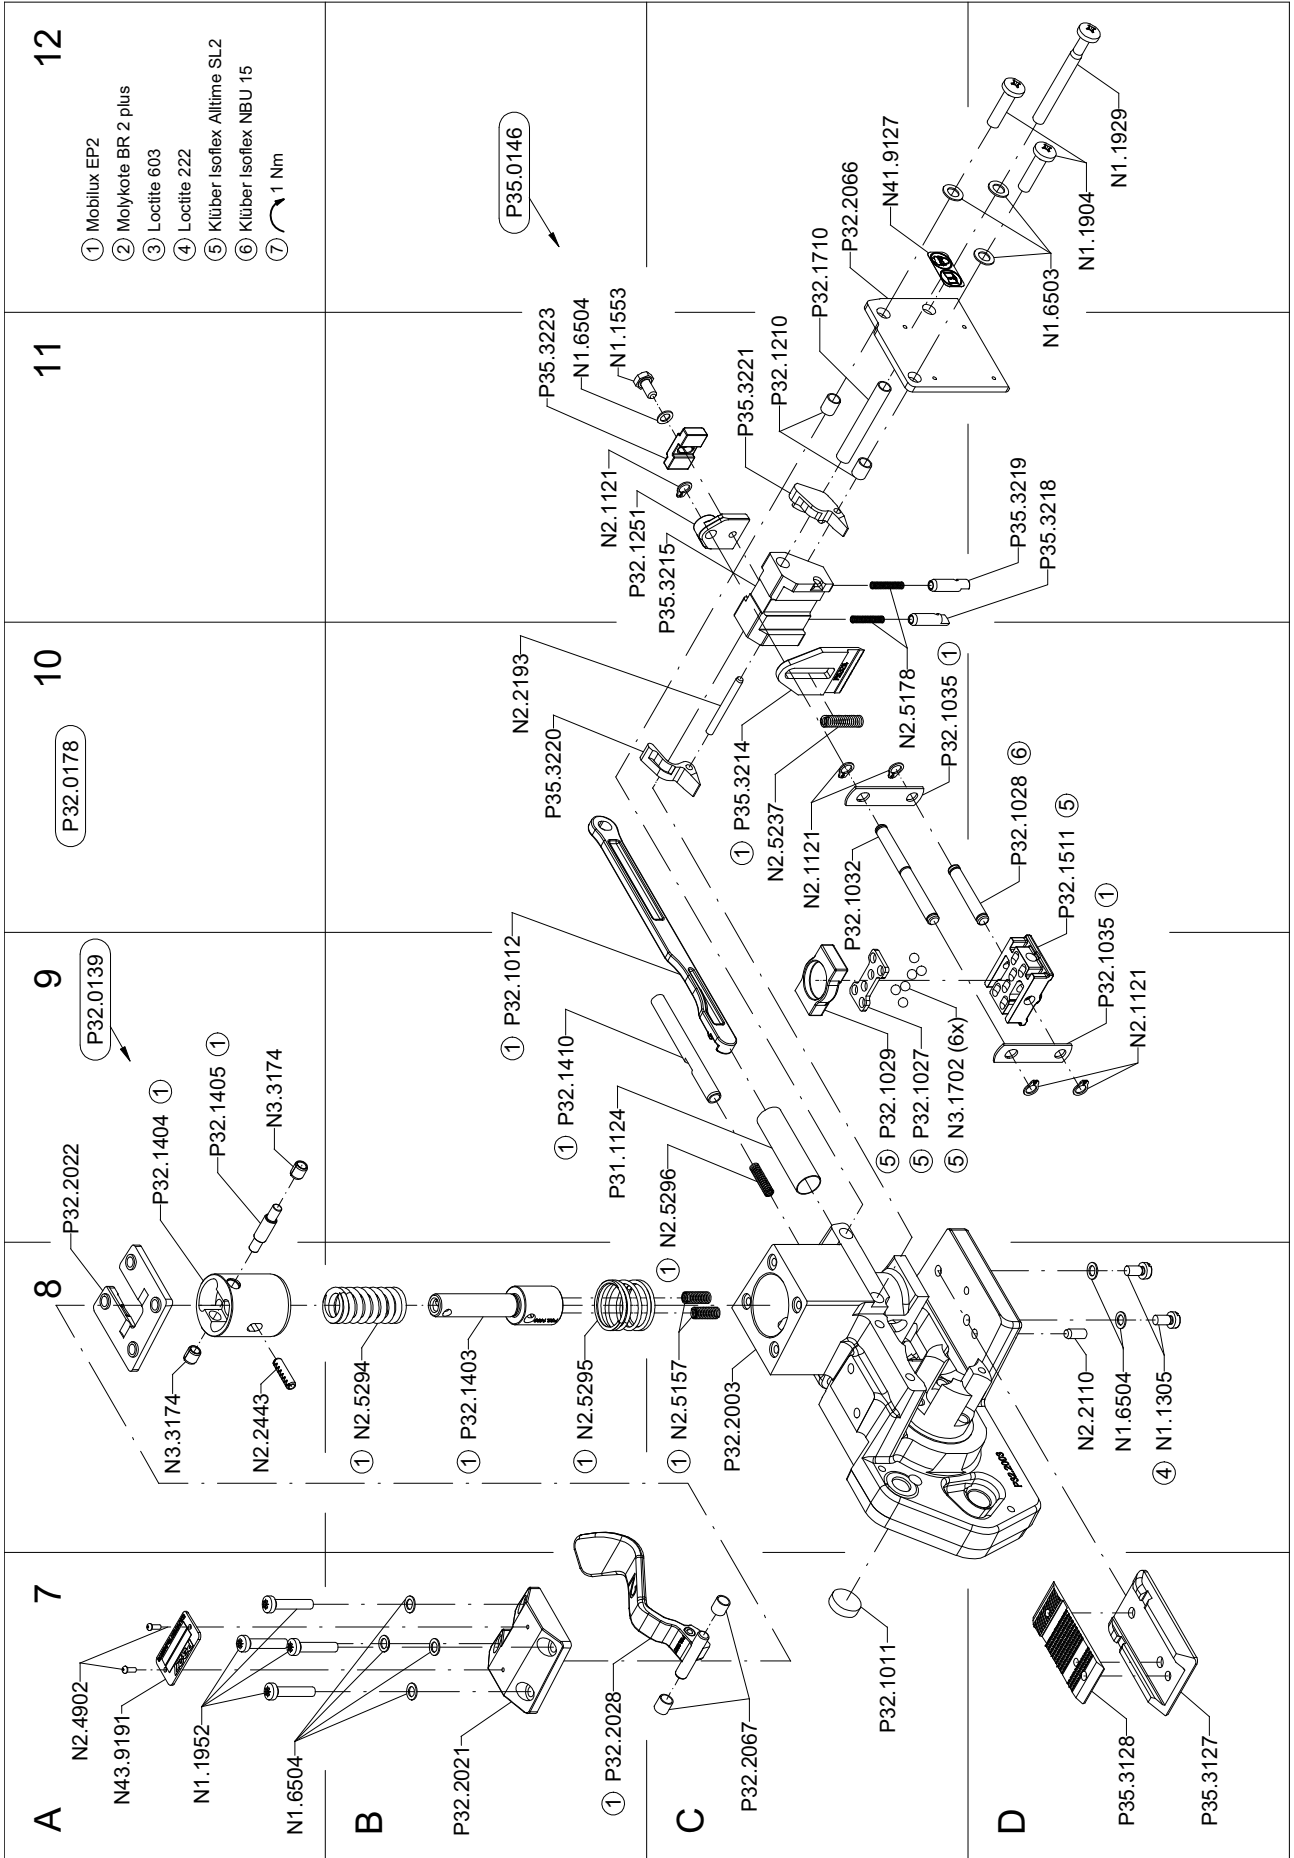 A
B
C
D
7
8
9
10
11
12
① Mobilux EP2
② Molykote BR 2 plus
③ Loctite 603
④ Loctite 222
⑤ Klüber Isoflex Alltime SL2
⑥ Klüber Isoflex NBU 15
⑦ 1 Nm
P32.0178
P32.0139
P35.0146
N2.4902
N43.9191
N1.1952
N1.6504
P32.2021
① P32.2028
P32.2067
P32.1011
P35.3128
P35.3127
P32.2022
P32.1404 ①
P32.1405 ①
N3.3174
N3.3174
N2.2443
① N2.5294
① P32.1403
① N2.5295
① N2.5157
P32.2003
① N2.5296
P31.1124
① P32.1410
① P32.1012
P32.2003
N2.2110
N1.6504
④ N1.1305
⑤ P32.1029
⑤ P32.1027
⑤ N3.1702 (6x)
N2.1121
P32.1035 ①
P32.1511 ⑤
P32.1028 ⑥
P32.1035 ①
P32.1032
N2.1121
N2.5237
① P35.3214
N2.5178
P35.3220
N2.2193
P35.3215
P32.1251
N2.1121
P35.3223
N1.6504
N1.1553
P35.3218
P35.3219
P35.3221
P32.1210
P32.1710
P32.2066
N41.9127
N1.6503
N1.1904
N1.1929